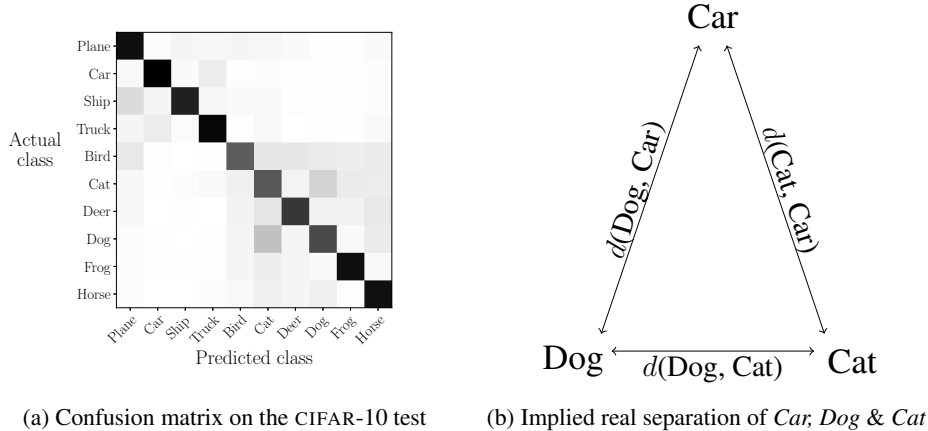 Plane
Car
Ship
Truck
Bird
Cat
Deer
Dog
Frog
Horse
Actual
class
Plane
Car
Ship
Truck
Bird
Cat
Deer
Dog
Frog
Horse
Predicted class
(a) Confusion matrix on the CIFAR-10 test
Car
d(Dog, Car)
d(Cat, Car)
Dog
d(Dog, Cat)
Cat
(b) Implied real separation of Car, Dog & Cat